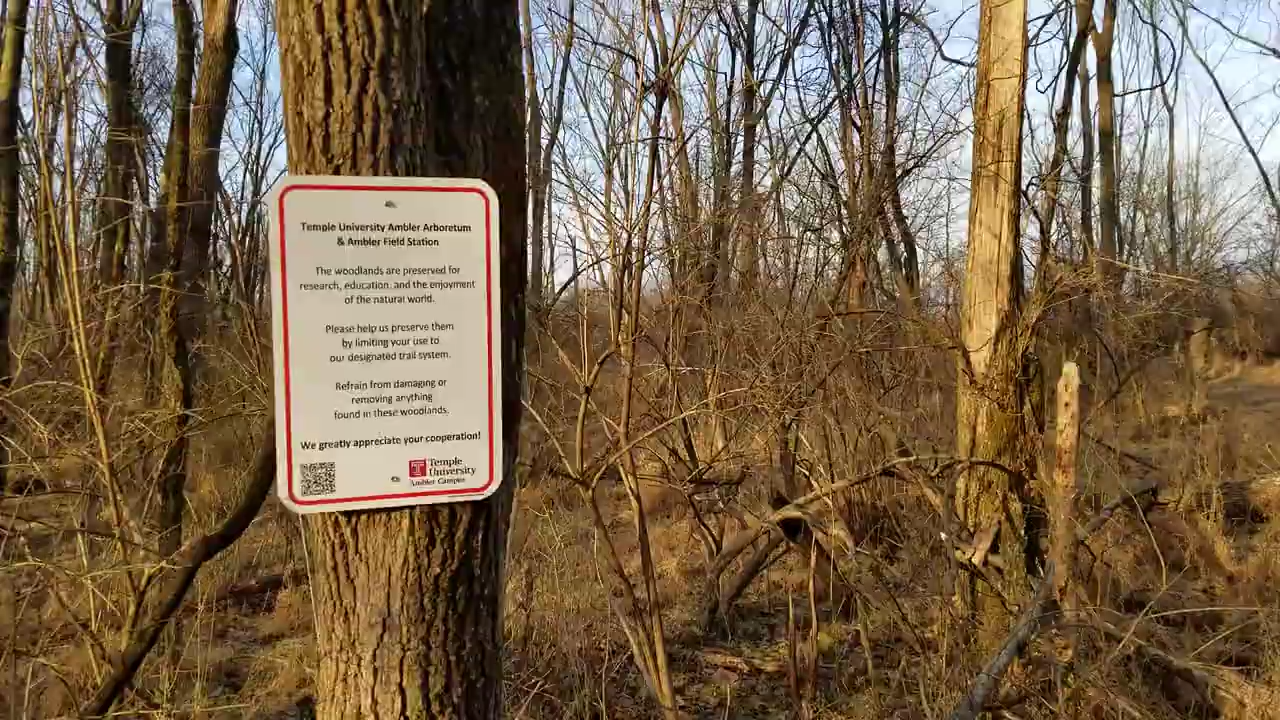 Temple University Ambler Arboretum
& Ambler Field Station
The woodlands are preserved for
research, education, and the enjoyment
of the natural world.
Please help us preserve them
by limiting your use to
our designated trail system.
Refrain from damaging or
removing anything
found in these woodlands.
We greatly appreciate your cooperation!
Temple
University
Ambler Campus